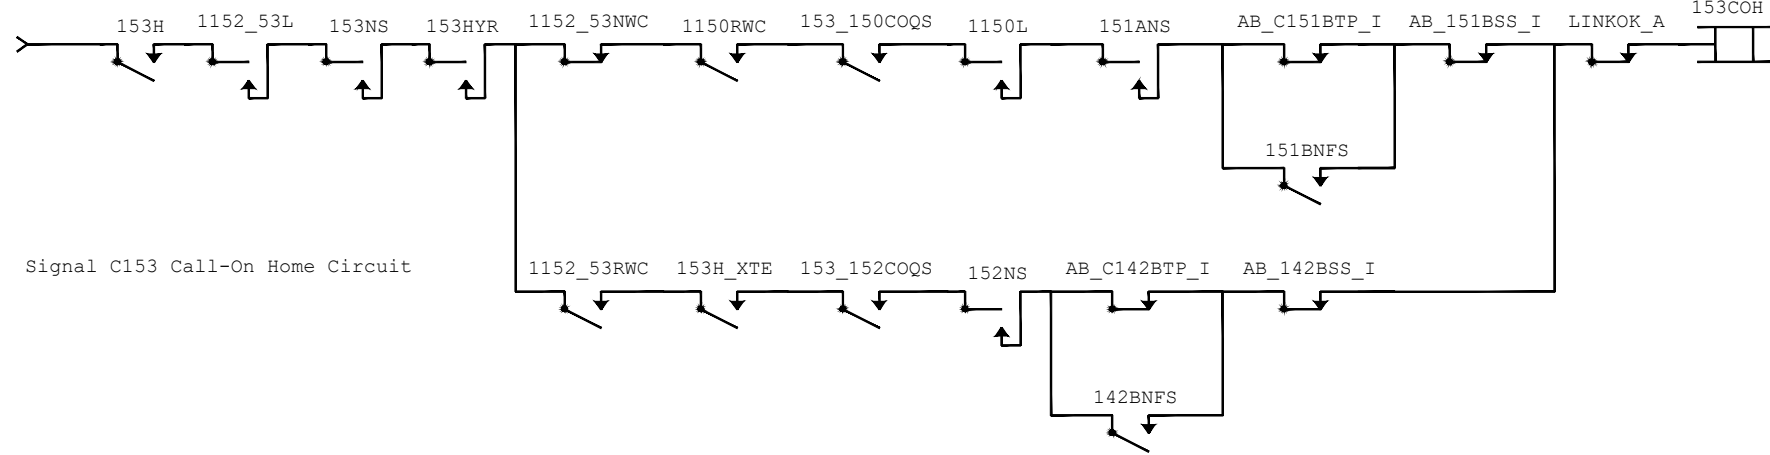 153H 1152_53L 153NS 153HYR 1152_53NWC 1150RWC 153_150COQS 1150L 151ANS AB_C151BTP_I AB_151BSS_I LINKOK_A 153COH
151BNFS
Signal C153 Call-On Home Circuit 1152_53RWC 153H_XTE 153_152COQS 152NS AB_C142BTP_I AB_142BSS_I
142BNFS